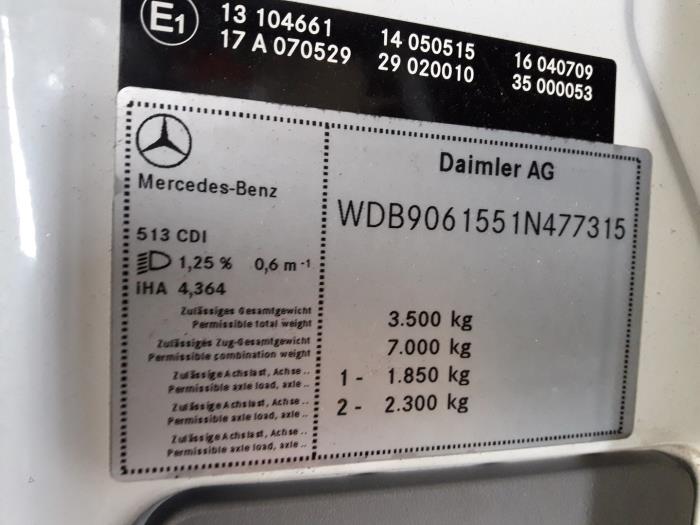 E1 13 104661 14 050515 16 040709
17 A 070529 29 020010 35 000053
Mercedes-Benz
Daimler AG
WDB9061551N477315
513 CDI
1,25 % 0,6 m⁻¹
iHA 4,364
Zulässiges Gesamtgewicht
Permissible total weight 3.500 kg
Zulässiges Zug-Gesamtgewicht
Permissible combination weight 7.000 kg
Zulässige Achslast, Achse..
Permissible axle load, axle.. 1 - 1.850 kg
Zulässige Achslast, Achse..
Permissible axle load, axle.. 2 - 2.300 kg
Zulässige Achslast, Achse..
Permissible axle load, axle..